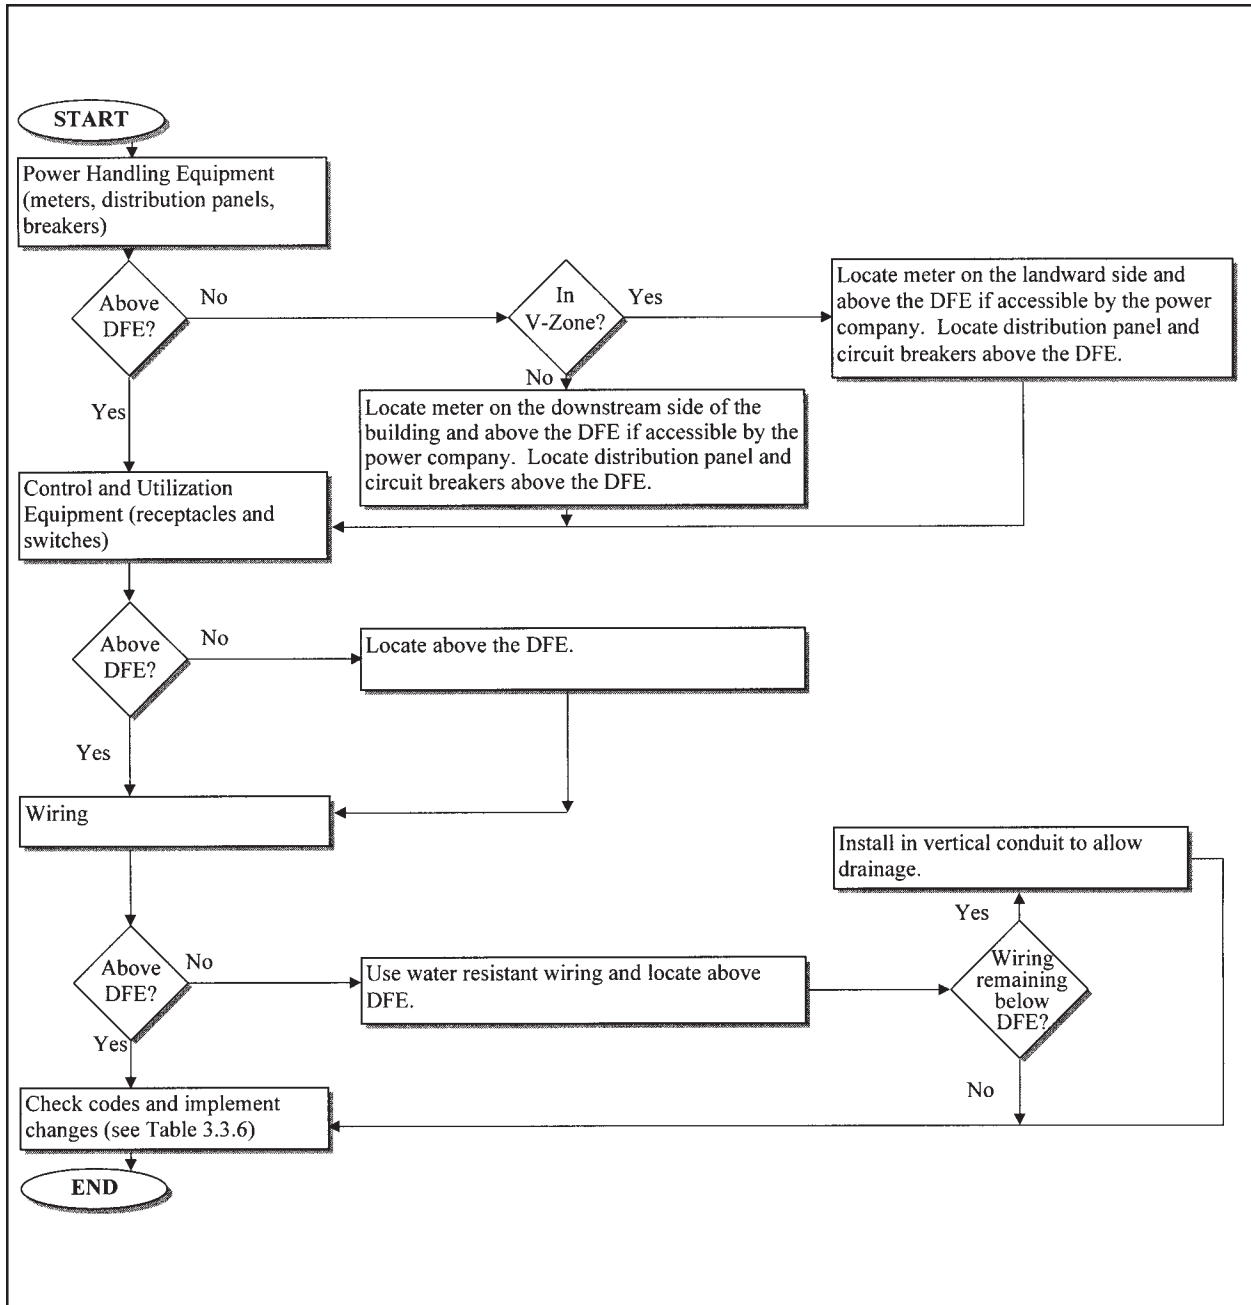 START
Power Handling Equipment
(meters, distribution panels,
breakers)
Above
DFE?
No
In
V-Zone?
Yes
Locate meter on the landward side and
above the DFE if accessible by the power
company. Locate distribution panel and
circuit breakers above the DFE.
No
Locate meter on the downstream side of the
building and above the DFE if accessible by the
power company. Locate distribution panel and
circuit breakers above the DFE.
Yes
Control and Utilization
Equipment (receptacles and
switches)
Above
DFE?
No
Locate above the DFE.
Yes
Wiring
Above
DFE?
No
Use water resistant wiring and locate above
DFE.
Wiring
remaining
below
DFE?
Yes
Install in vertical conduit to allow
drainage.
No
Yes
Check codes and implement
changes (see Table 3.3.6)
END